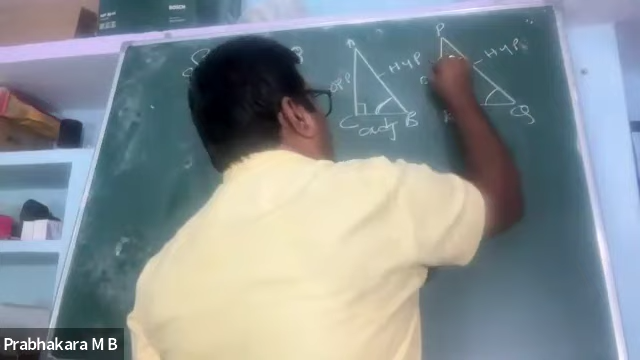 P
A
Hyp
Hyp
opp
C adj B
Q
Prabhakara M B